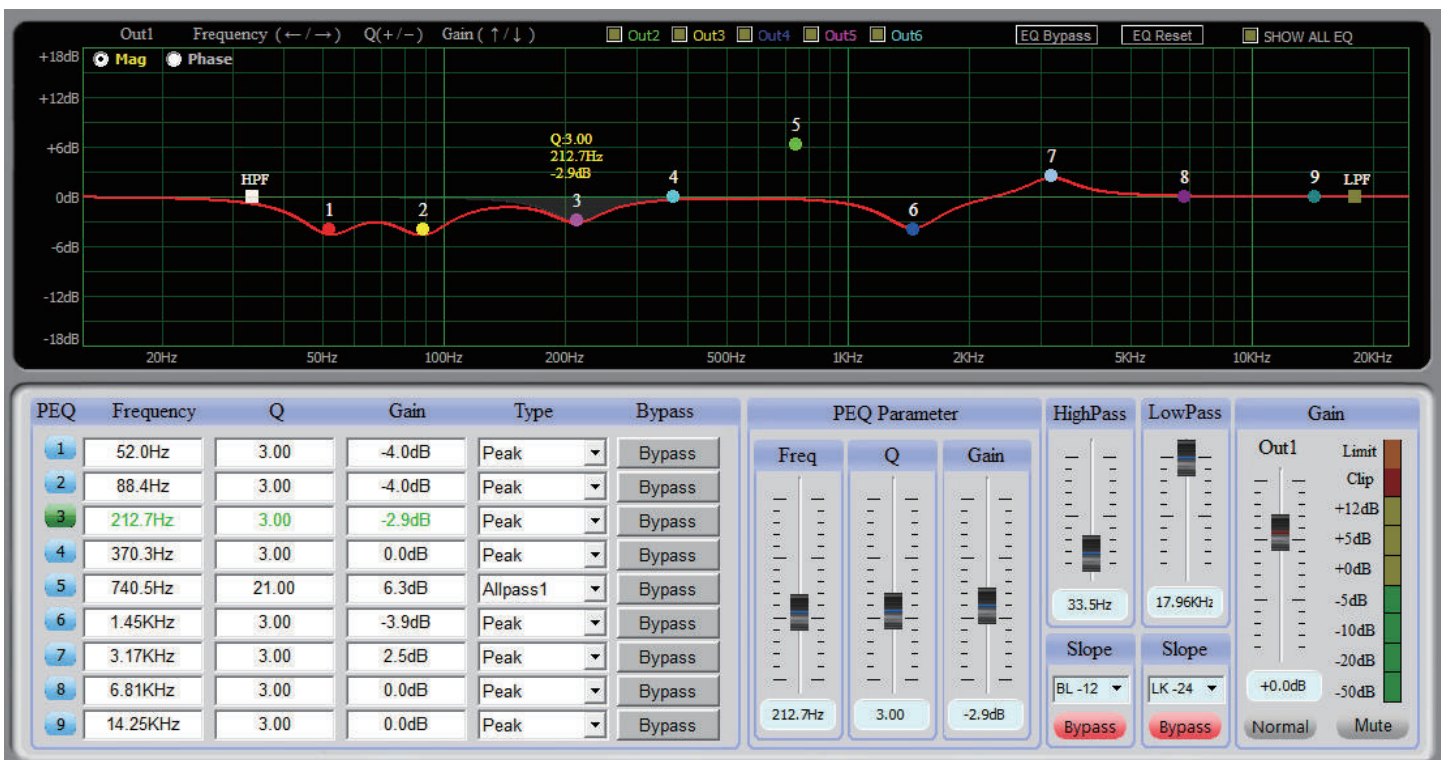 Out1 Frequency (←/→) Q(+/−) Gain (↑/↓) Out2 Out3 Out4 Out5 Out6 EQ Bypass EQ Reset SHOW ALL EQ
+18dB Mag Phase
+12dB
+6dB
0dB
-6dB
-12dB
-18dB
Q:3.00
212.7Hz
-2.9dB
HPF 1 2 3 4 5 6 7 8 9 LPF
20Hz 50Hz 100Hz 200Hz 500Hz 1KHz 2KHz 5KHz 10KHz 20KHz
PEQ Frequency Q Gain Type Bypass
1 52.0Hz 3.00 -4.0dB Peak Bypass
2 88.4Hz 3.00 -4.0dB Peak Bypass
3 212.7Hz 3.00 -2.9dB Peak Bypass
4 370.3Hz 3.00 0.0dB Peak Bypass
5 740.5Hz 21.00 6.3dB Allpass1 Bypass
6 1.45KHz 3.00 -3.9dB Peak Bypass
7 3.17KHz 3.00 2.5dB Peak Bypass
8 6.81KHz 3.00 0.0dB Peak Bypass
9 14.25KHz 3.00 0.0dB Peak Bypass
PEQ Parameter
Freq Q Gain
212.7Hz 3.00 -2.9dB
HighPass LowPass
33.5Hz 17.96KHz
Slope Slope
BL -12 LK -24
Bypass Bypass
Gain
Out1
Limit
Clip
+12dB
+5dB
+0dB
-5dB
-10dB
-20dB
-50dB
+0.0dB
Normal Mute